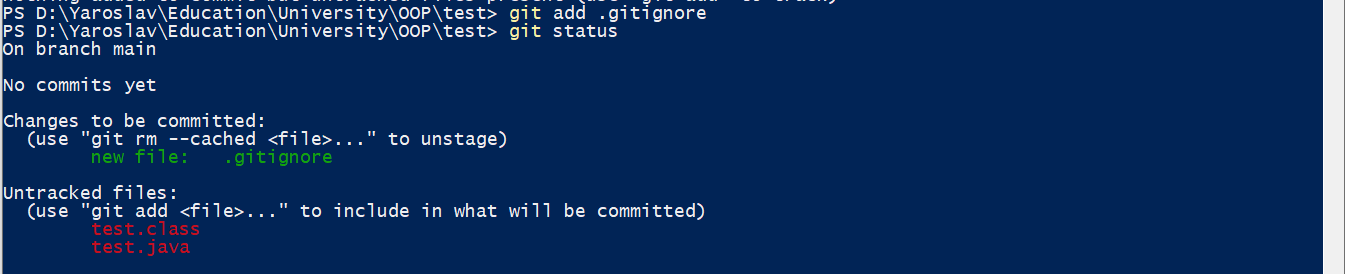 PS D:\Yaroslav\Education\University\OOP\test> git add .gitignore
PS D:\Yaroslav\Education\University\OOP\test> git status
On branch main
No commits yet
Changes to be committed:
(use "git rm --cached <file>..." to unstage)
new file: .gitignore
Untracked files:
(use "git add <file>..." to include in what will be committed)
test.class
test.java